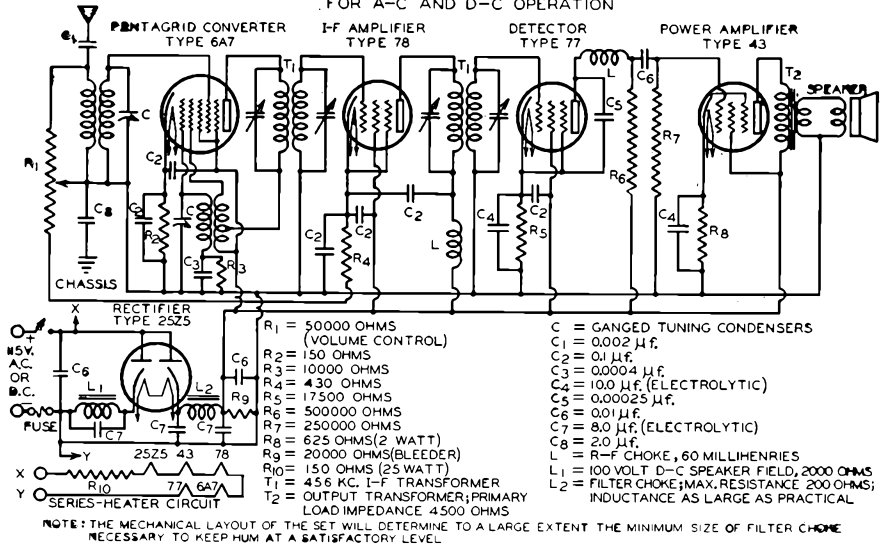 FOR A-C AND D-C OPERATION
PENTAGRID CONVERTER
TYPE 6A7
I-F AMPLIFIER
TYPE 78
DETECTOR
TYPE 77
POWER AMPLIFIER
TYPE 43
C1
C
T1
T1
L
C6
C5
T2
SPEAKER
R1
R6
R7
C2
C2
C8
C2
R2
C
C3
R3
C2
C2
R4
L
C4
C2
R5
C4
R8
CHASSIS
RECTIFIER
TYPE 25Z5
X
+
115V.
A.C.
OR
D.C.
−
FUSE
C6
L1
C7
C7
L2
C7
C6
R9
Y
25Z5 43 78
X
R10
Y
77 6A7
SERIES-HEATER CIRCUIT
R1 = 50000 OHMS
(VOLUME CONTROL)
R2 = 150 OHMS
R3 = 10000 OHMS
R4 = 430 OHMS
R5 = 17500 OHMS
R6 = 500000 OHMS
R7 = 250000 OHMS
R8 = 625 OHMS (2 WATT)
R9 = 20000 OHMS (BLEEDER)
R10 = 150 OHMS (25 WATT)
T1 = 456 KC. I-F TRANSFORMER
T2 = OUTPUT TRANSFORMER; PRIMARY
LOAD IMPEDANCE 4500 OHMS
C = GANGED TUNING CONDENSERS
C1 = 0.002 µf.
C2 = 0.1 µf.
C3 = 0.0004 µf.
C4 = 10.0 µf. (ELECTROLYTIC)
C5 = 0.00025 µf.
C6 = 0.01 µf.
C7 = 8.0 µf. (ELECTROLYTIC)
C8 = 2.0 µf.
L = R-F CHOKE, 60 MILLIHENRIES
L1 = 100 VOLT D-C SPEAKER FIELD, 2000 OHMS
L2 = FILTER CHOKE; MAX. RESISTANCE 200 OHMS;
INDUCTANCE AS LARGE AS PRACTICAL
NOTE: THE MECHANICAL LAYOUT OF THE SET WILL DETERMINE TO A LARGE EXTENT THE MINIMUM SIZE OF FILTER CHOKE
NECESSARY TO KEEP HUM AT A SATISFACTORY LEVEL